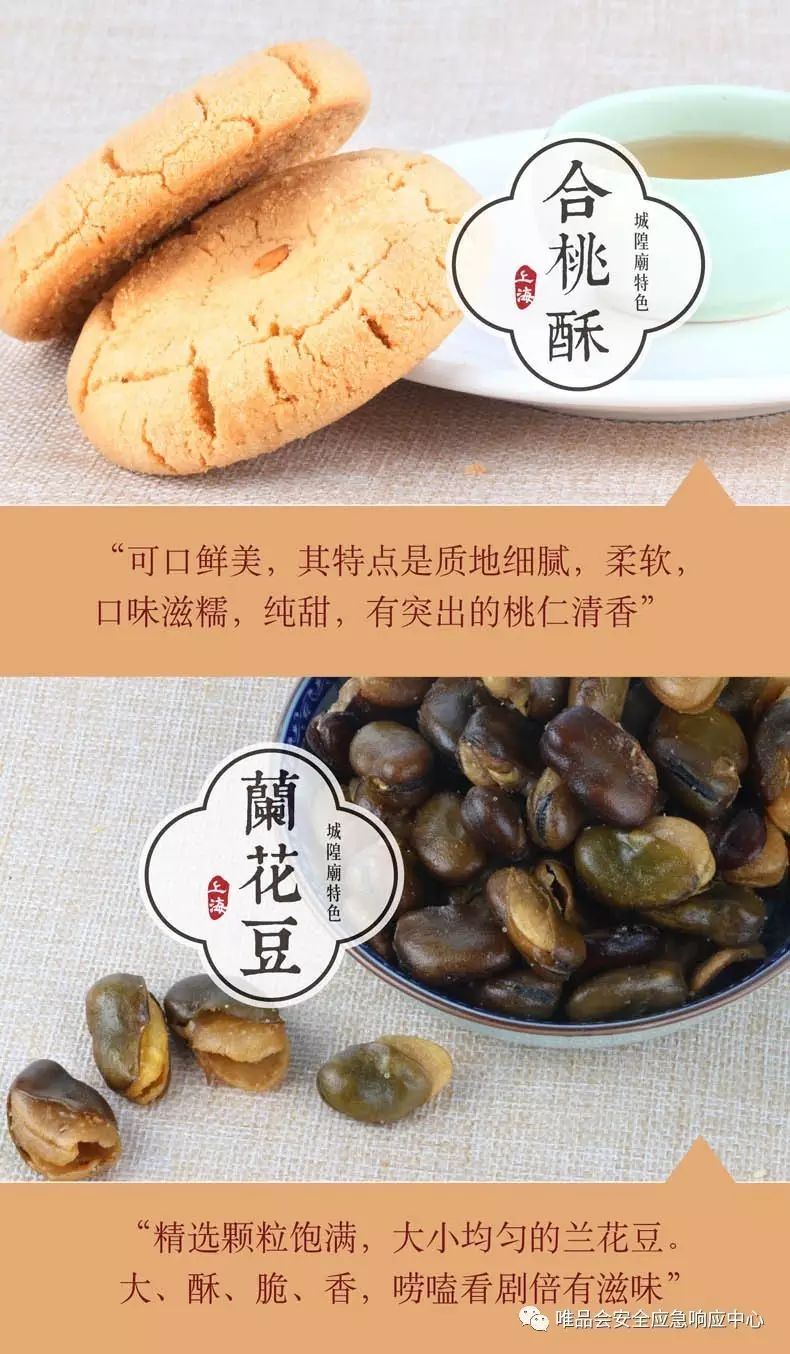 合桃酥
城隍廟特色
上海
“可口鲜美，其特点是质地细腻，柔软，
口味滋糯，纯甜，有突出的桃仁清香”
蘭花豆
城隍廟特色
上海
“精选颗粒饱满，大小均匀的兰花豆。
大、酥、脆、香，唠嗑看剧倍有滋味”
唯品会安全应急响应中心